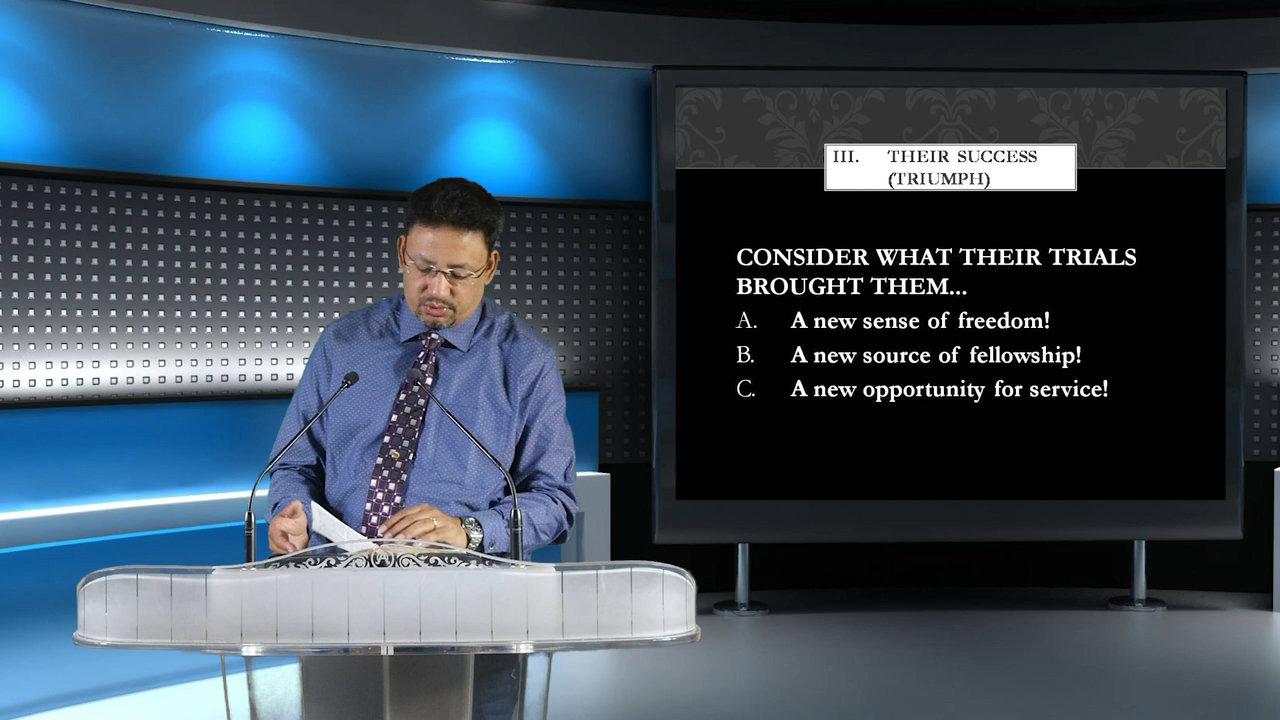 III. THEIR SUCCESS
(TRIUMPH)
CONSIDER WHAT THEIR TRIALS
BROUGHT THEM...
A. A new sense of freedom!
B. A new source of fellowship!
C. A new opportunity for service!